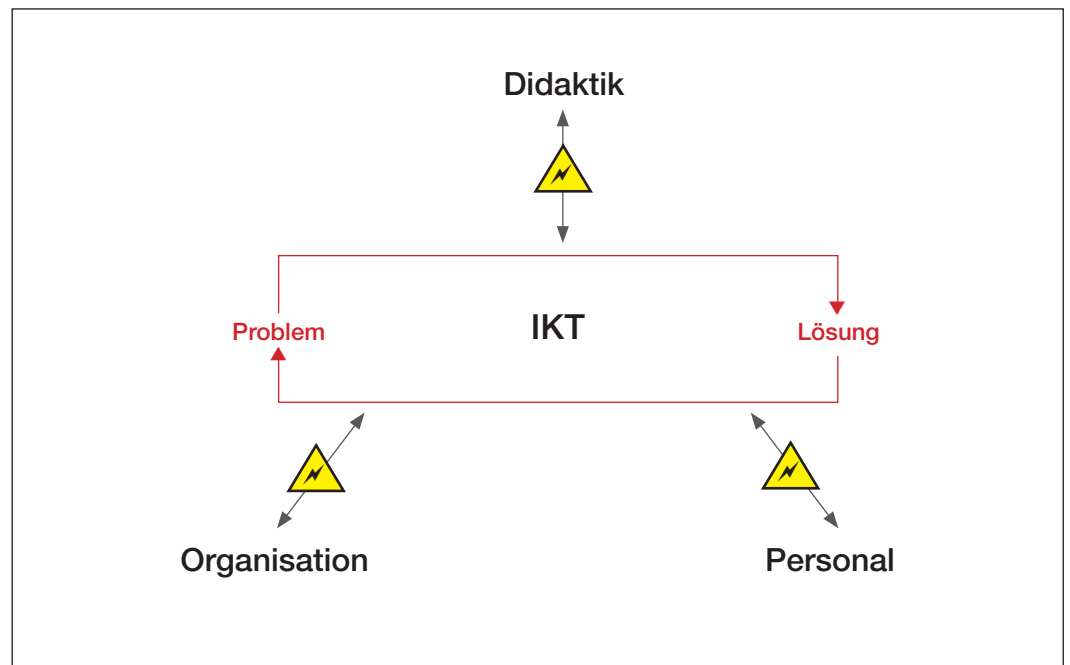 Didaktik
Problem
IKT
Lösung
Organisation
Personal